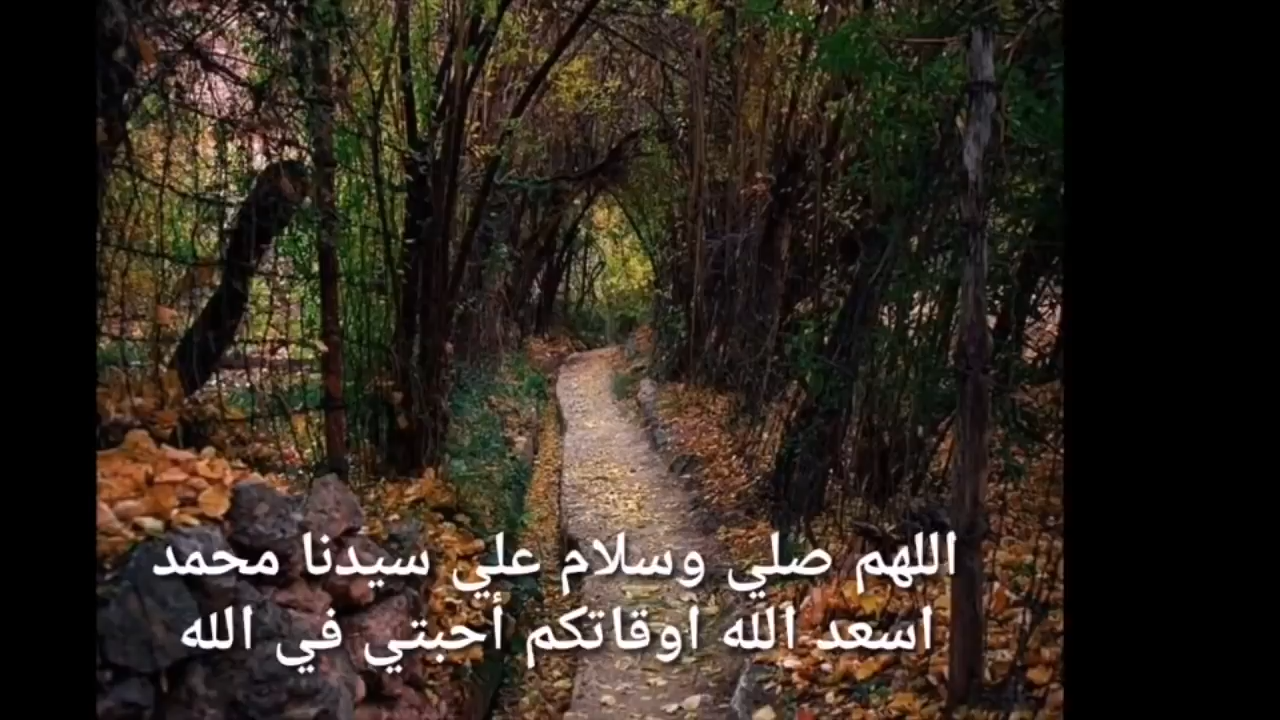 اللهم صلي وسلام علي سيدنا محمد
اسعد الله اوقاتكم أحبتي في الله